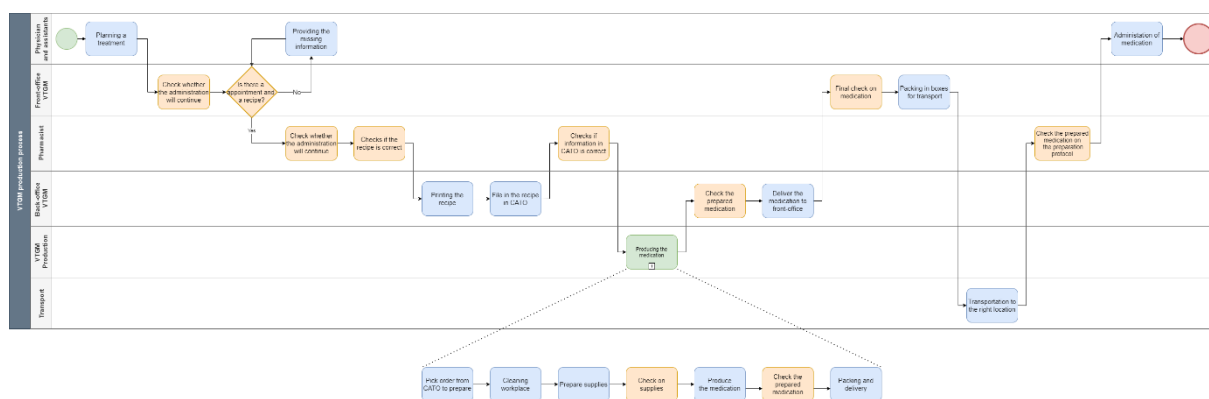 VTGM production process
Physician
and assistants
Front-office
VTGM
Pharmacist
Back-office
VTGM
VTGM
Production
Transport
Planning a
treatment
Providing the
missing
information
Administation of
medication
Check whether
the administration
will continue
Is there a
appointment and
a recipe?
No
Yes
Final check on
medication
Packing in boxes
for transport
Check whether
the administration
will continue
Checks if the
recipe is correct
Checks if
information in
CATO is correct
Check the prepared
medication on
the preparation
protocol
Printing the
recipe
Fils in the recipe
in CATO
Check the
prepared
medication
Deliver the
medication to
front-office
Producing the
medication
Transportation to
the right location
Pick order from
CATO to prepare
Cleaning
workplace
Prepare supplies
Check on
supplies
Produce
the medication
Check the
prepared
medication
Packing and
delivery